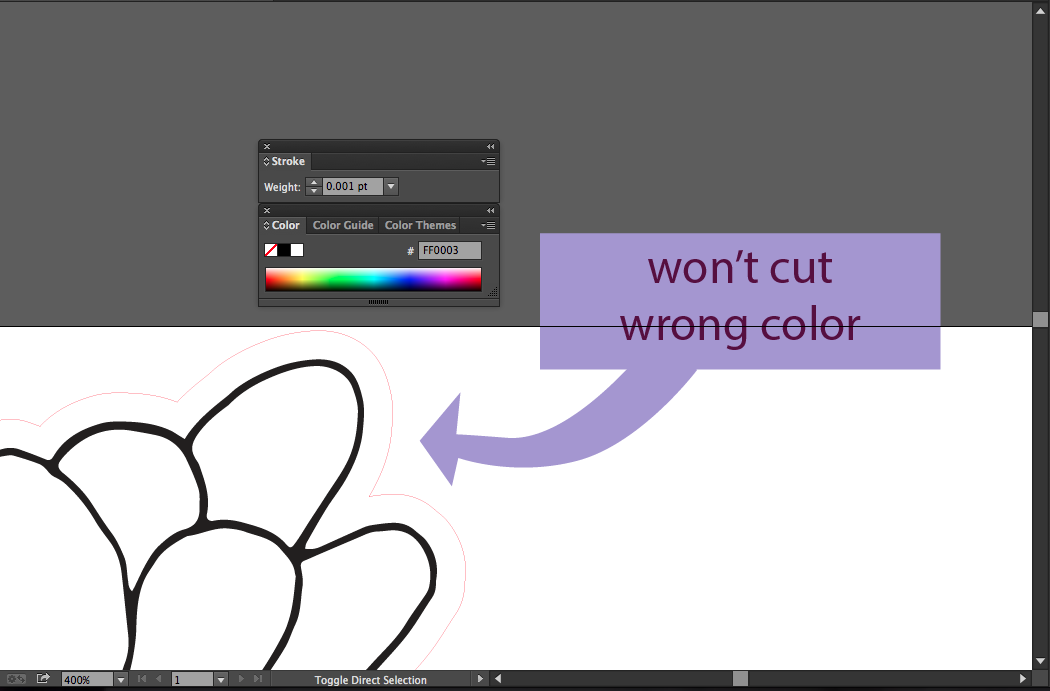 Stroke
Weight: 0.001 pt
Color Color Guide Color Themes
# FF0003
won’t cut
wrong color
400% 1 Toggle Direct Selection